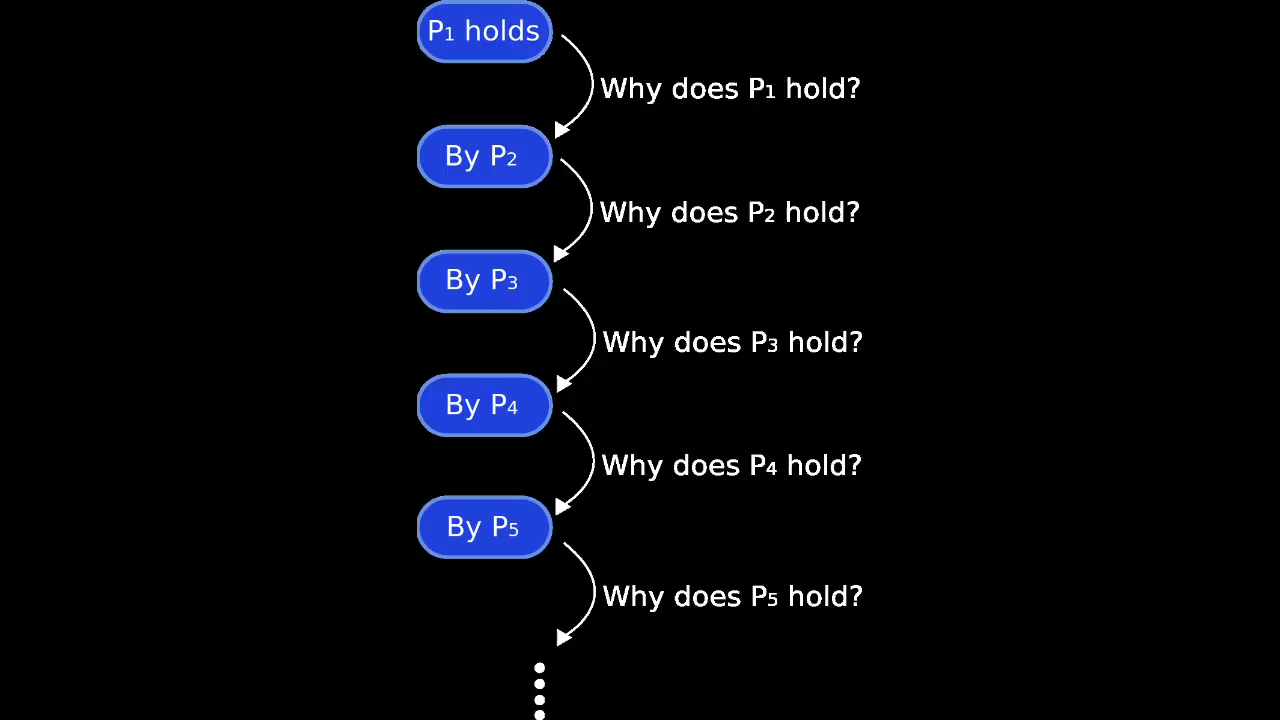 P₁ holds
Why does P₁ hold?
By P₂
Why does P₂ hold?
By P₃
Why does P₃ hold?
By P₄
Why does P₄ hold?
By P₅
Why does P₅ hold?